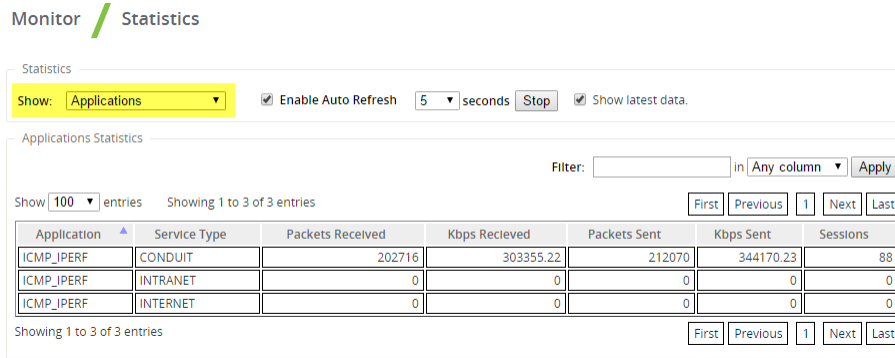 Monitor / Statistics
Statistics
Show: Applications Enable Auto Refresh 5 seconds Stop Show latest data.
Applications Statistics
Filter: in Any column Apply
Show 100 entries Showing 1 to 3 of 3 entries First Previous 1 Next Last
Application Service Type Packets Received Kbps Recieved Packets Sent Kbps Sent Sessions
ICMP_IPERF CONDUIT 202716 303355.22 212070 344170.23 88
ICMP_IPERF INTRANET 0 0 0 0 0
ICMP_IPERF INTERNET 0 0 0 0 0
Showing 1 to 3 of 3 entries First Previous 1 Next Last